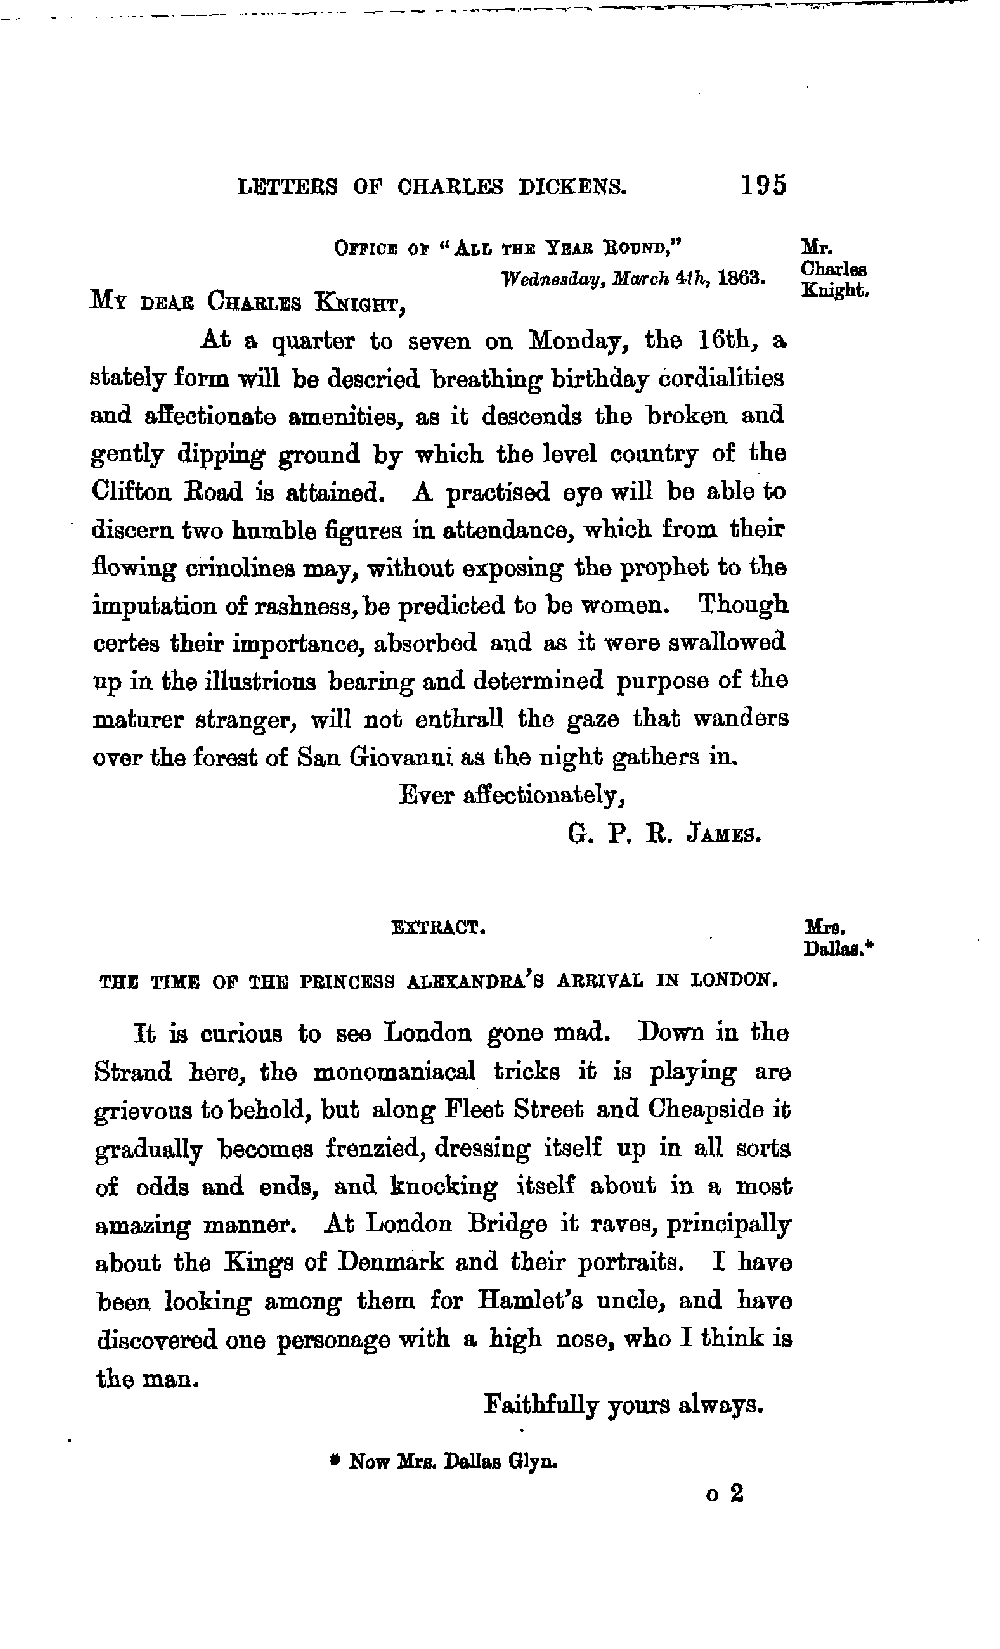 LETTERS OF CHARLES DICKENS. 195
OFFICE OF "ALL THE YEAR ROUND,"
Mr.
Wednesday, March 4th, 1863.
Charles
Knight.
MY DEAR CHARLES KNIGHT,
At a quarter to seven on Monday, the 16th, a
stately form will be descried breathing birthday cordialities
and affectionate amenities, as it descends the broken and
gently dipping ground by which the level country of the
Clifton Road is attained. A practised eye will be able to
discern two humble figures in attendance, which from their
flowing crinolines may, without exposing the prophet to the
imputation of rashness, be predicted to be women. Though
certes their importance, absorbed and as it were swallowed
up in the illustrious bearing and determined purpose of the
maturer stranger, will not enthrall the gaze that wanders
over the forest of San Giovanni as the night gathers in.
Ever affectionately,
G. P. R. JAMES.
EXTRACT.
Mrs.
Dallas.*
THE TIME OF THE PRINCESS ALEXANDRA'S ARRIVAL IN LONDON.
It is curious to see London gone mad. Down in the
Strand here, the monomaniacal tricks it is playing are
grievous to behold, but along Fleet Street and Cheapside it
gradually becomes frenzied, dressing itself up in all sorts
of odds and ends, and knocking itself about in a most
amazing manner. At London Bridge it raves, principally
about the Kings of Denmark and their portraits. I have
been looking among them for Hamlet's uncle, and have
discovered one personage with a high nose, who I think is
the man.
Faithfully yours always.
* Now Mrs. Dallas Glyn.
O 2